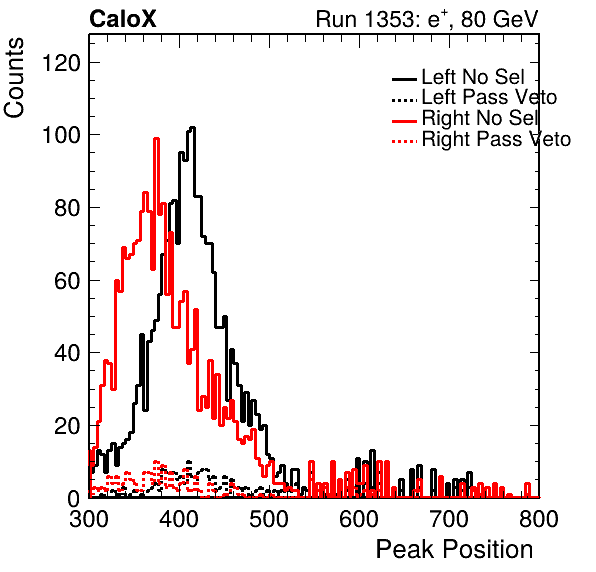 CaloX Run 1353: e+, 80 GeV
Counts
120
100
80
60
40
20
0
Left No Sel
Left Pass Veto
Right No Sel
Right Pass Veto
300 400 500 600 700 800
Peak Position